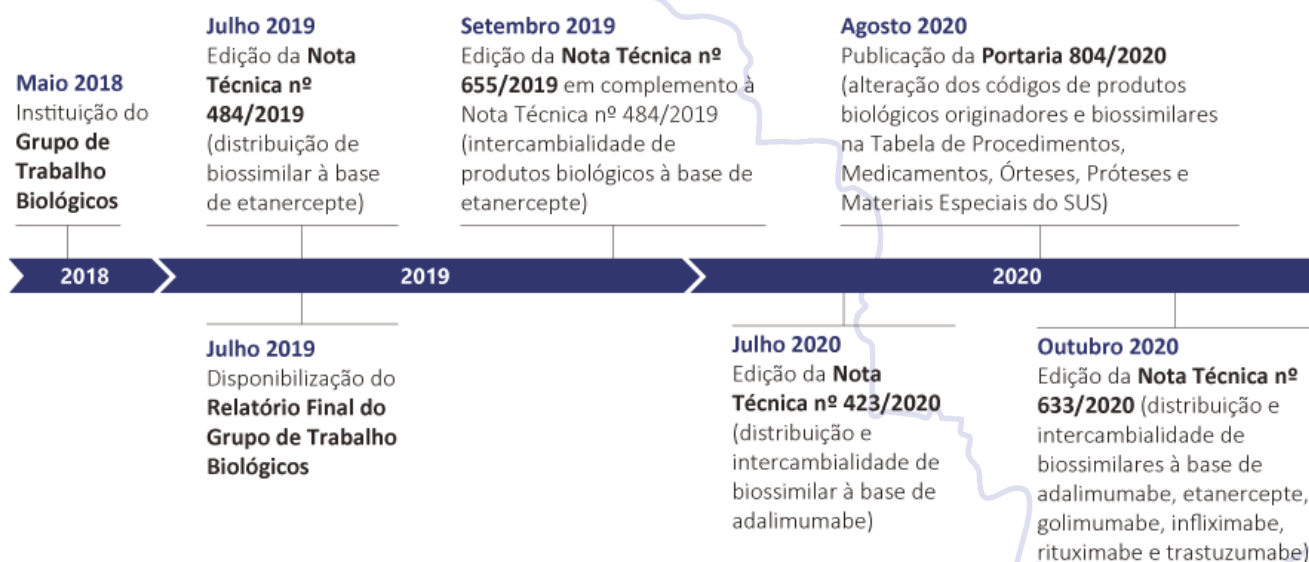 Maio 2018
Instituição do
Grupo de
Trabalho
Biológicos
Julho 2019
Edição da Nota
Técnica nº
484/2019
(distribuição de
biossimilar à base
de etanercepte)
Setembro 2019
Edição da Nota Técnica nº
655/2019 em complemento à
Nota Técnica nº 484/2019
(intercambialidade de
produtos biológicos à base de
etanercepte)
Agosto 2020
Publicação da Portaria 804/2020
(alteração dos códigos de produtos
biológicos originadores e biossimilares
na Tabela de Procedimentos,
Medicamentos, Órteses, Próteses e
Materiais Especiais do SUS)
2018
2019
2020
Julho 2019
Disponibilização do
Relatório Final do
Grupo de Trabalho
Biológicos
Julho 2020
Edição da Nota
Técnica nº 423/2020
(distribuição e
intercambialidade de
biossimilar à base de
adalimumabe)
Outubro 2020
Edição da Nota Técnica nº
633/2020 (distribuição e
intercambialidade de
biossimilares à base de
adalimumabe, etanercepte,
golimumabe, infliximabe,
rituximabe e trastuzumabe)